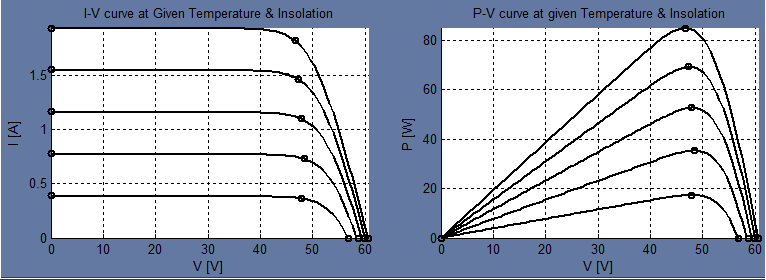 I-V curve at Given Temperature & Insolation
1.5
1
0.5
0
I [A]
0 10 20 30 40 50 60
V [V]
P-V curve at given Temperature & Insolation
80
60
40
20
0
P [W]
0 10 20 30 40 50 60
V [V]